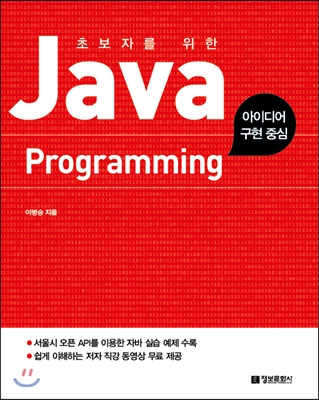 초보자를 위한
Java
Programming
아이디어
구현 중심
이병승 지음
서울시 오픈 API를 이용한 자바 실습 예제 수록
쉽게 이해하는 저자 직강 동영상 무료 제공
정보문화사